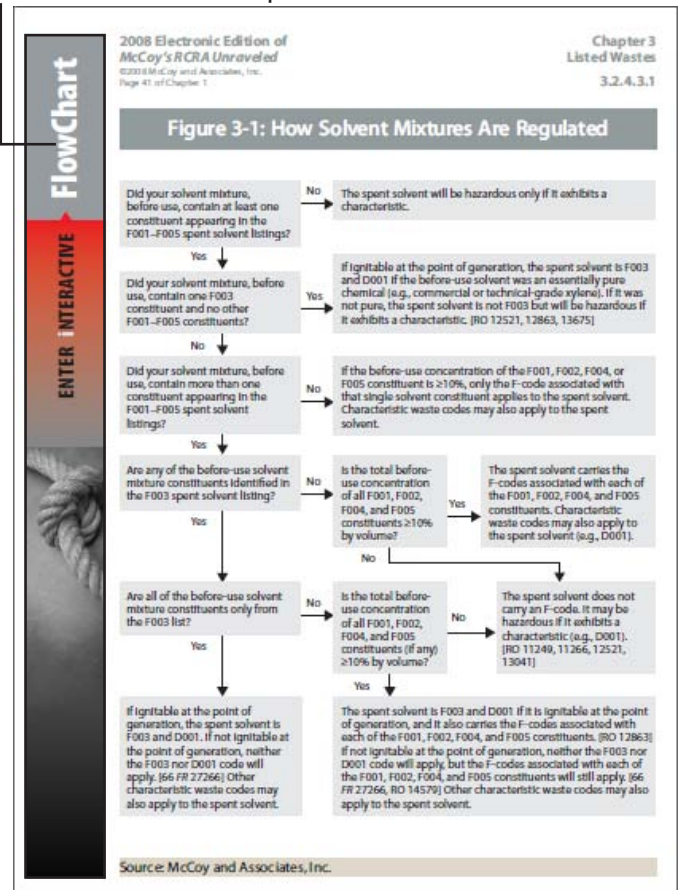 2008 Electronic Edition of
McCoy's RCRA Unraveled
©2008 McCoy and Associates, Inc.
Page 41 of Chapter 1
Chapter 3
Listed Wastes
3.2.4.3.1
FlowChart
ENTER iNTERACTIVE
Figure 3-1: How Solvent Mixtures Are Regulated
Did your solvent mixture,
before use, contain at least one
constituent appearing in the
F001–F005 spent solvent listings?
No
The spent solvent will be hazardous only if it exhibits a
characteristic.
Yes
Did your solvent mixture, before
use, contain one F003
constituent and no other
F001–F005 constituents?
Yes
If ignitable at the point of generation, the spent solvent is F003
and D001 if the before-use solvent was an essentially pure
chemical (e.g., commercial or technical-grade xylene). If it was
not pure, the spent solvent is not F003 but will be hazardous if
it exhibits a characteristic. [RO 12521, 12863, 13675]
No
Did your solvent mixture, before
use, contain more than one
constituent appearing in the
F001–F005 spent solvent
listings?
No
If the before-use concentration of the F001, F002, F004, or
F005 constituent is ≥10%, only the F-code associated with
that single solvent constituent applies to the spent solvent.
Characteristic waste codes may also apply to the spent
solvent.
Yes
Are any of the before-use solvent
mixture constituents identified in
the F003 spent solvent listing?
No
Is the total before-
use concentration
of all F001, F002,
F004, and F005
constituents ≥10%
by volume?
Yes
The spent solvent carries the
F-codes associated with each of
the F001, F002, F004, and F005
constituents. Characteristic
waste codes may also apply to
the spent solvent (e.g., D001).
Yes
No
Are all of the before-use solvent
mixture constituents only from
the F003 list?
No
Is the total before-
use concentration
of all F001, F002,
F004, and F005
constituents (if any)
≥10% by volume?
No
The spent solvent does not
carry an F-code. It may be
hazardous if it exhibits a
characteristic (e.g., D001).
[RO 11249, 11266, 12521,
13041]
Yes
Yes
If ignitable at the point of
generation, the spent solvent is
F003 and D001. If not ignitable at
the point of generation, neither
the F003 nor D001 code will
apply. [66 FR 27266] Other
characteristic waste codes may
also apply to the spent solvent.
The spent solvent is F003 and D001 if it is ignitable at the point
of generation, and it also carries the F-codes associated with
each of the F001, F002, F004, and F005 constituents. [RO 12863]
If not ignitable at the point of generation, neither the F003 nor
D001 code will apply, but the F-codes associated with each of
the F001, F002, F004, and F005 constituents will still apply. [66
FR 27266, RO 14579] Other characteristic waste codes may also
apply to the spent solvent.
Source: McCoy and Associates, Inc.